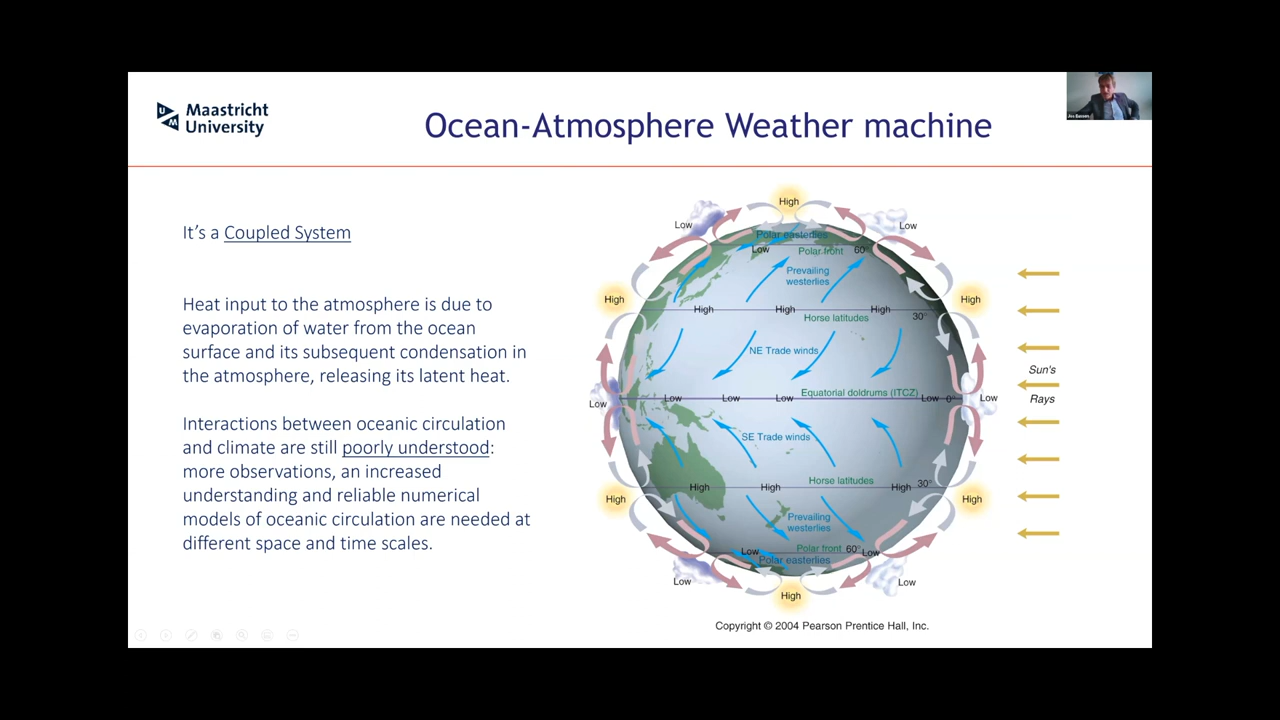 UM
Maastricht
University
Ocean-Atmosphere Weather machine
Jos Bessems
It’s a Coupled System
Heat input to the atmosphere is due to
evaporation of water from the ocean
surface and its subsequent condensation in
the atmosphere, releasing its latent heat.
Interactions between oceanic circulation
and climate are still poorly understood:
more observations, an increased
understanding and reliable numerical
models of oceanic circulation are needed at
different space and time scales.
High
Low
Low
Polar easterlies
Low
Polar front
60°
Prevailing
westerlies
High
High
High
High
High
Horse latitudes
30°
NE Trade winds
Sun's
Rays
Low
Low
Low
Low
Equatorial doldrums (ITCZ)
Low
0°
Low
SE Trade winds
Horse latitudes
30°
High
High
High
High
High
Prevailing
westerlies
Low
Polar front
60°
Low
Polar easterlies
Low
Low
High
Copyright © 2004 Pearson Prentice Hall, Inc.